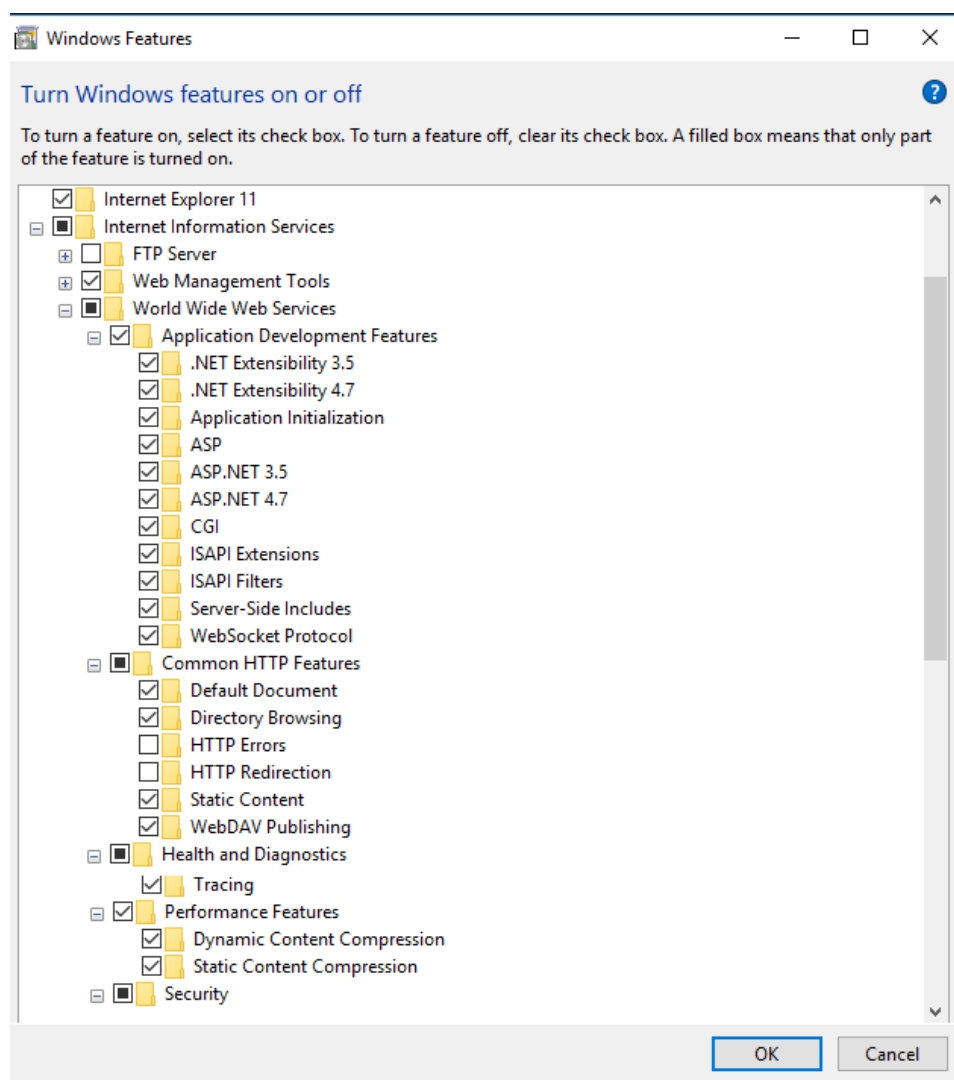 Windows Features
Turn Windows features on or off
To turn a feature on, select its check box. To turn a feature off, clear its check box. A filled box means that only part
of the feature is turned on.
Internet Explorer 11
Internet Information Services
FTP Server
Web Management Tools
World Wide Web Services
Application Development Features
.NET Extensibility 3.5
.NET Extensibility 4.7
Application Initialization
ASP
ASP.NET 3.5
ASP.NET 4.7
CGI
ISAPI Extensions
ISAPI Filters
Server-Side Includes
WebSocket Protocol
Common HTTP Features
Default Document
Directory Browsing
HTTP Errors
HTTP Redirection
Static Content
WebDAV Publishing
Health and Diagnostics
Tracing
Performance Features
Dynamic Content Compression
Static Content Compression
Security
OK
Cancel